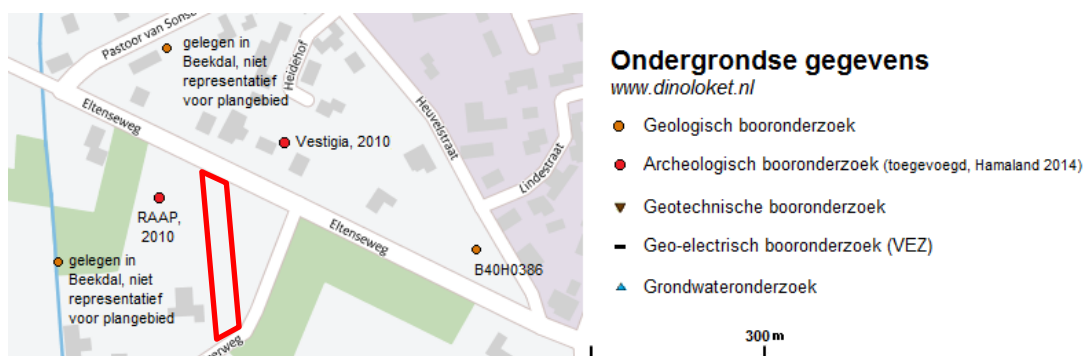 Pastoor van Sonsb
gelegen in
Beekdal, niet
representatief
voor plangebied
Heidehof
Eltenseweg
Heuvelstraat
Vestigia, 2010
Lindestraat
RAAP,
2010
Eltenseweg
B40H0386
gelegen in
Beekdal, niet
representatief
voor plangebied
erweg
Ondergrondse gegevens
www.dinoloket.nl
Geologisch booronderzoek
Archeologisch booronderzoek (toegevoegd, Hamaland 2014)
Geotechnische booronderzoek
Geo-electrisch booronderzoek (VEZ)
Grondwateronderzoek
300 m